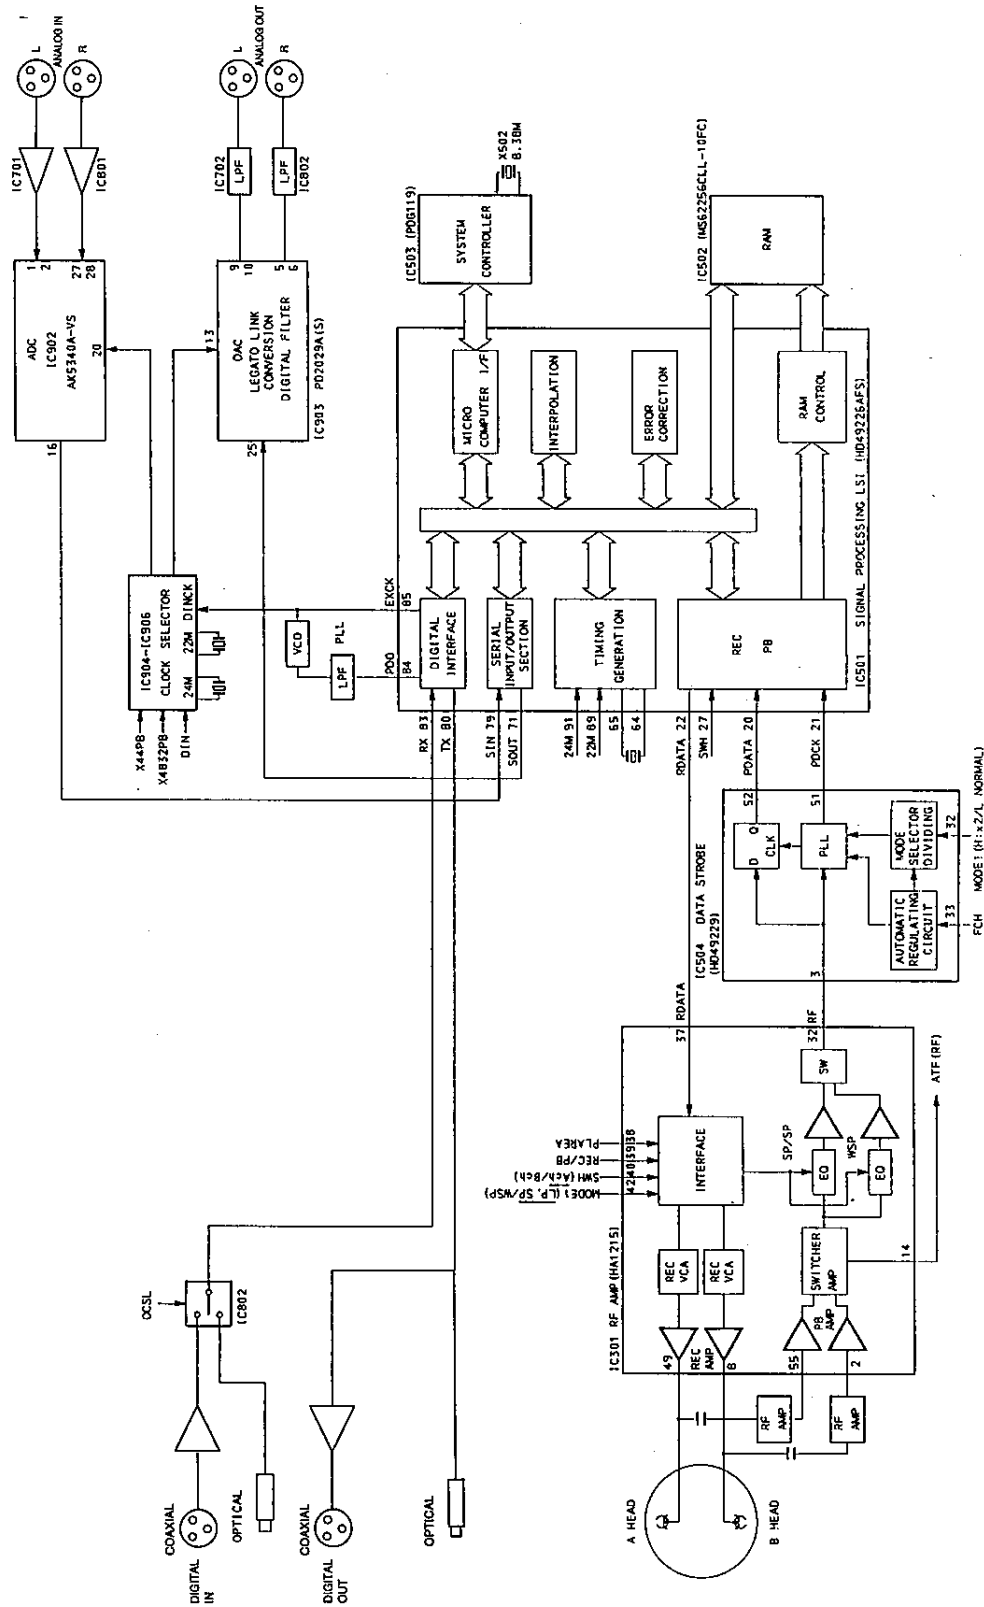 L
ANALOG IN
R
IC701
IC801
1
2
27
28
ADC
IC902
AK5340A-VS
20
16
L
ANALOG OUT
R
IC702
LPF
LPF
IC802
9
10
5
6
13
DAC
LEGATO LINK
CONVERSION
DIGITAL FILTER
IC903 PD2029A(S)
25
IC904-IC906
CLOCK SELECTOR
24M 22M DINCK
X44PB
X4832PB
DIN
VCO
LPF
PLL
PDO
84
EXCK
85
IC503 (PDG119)
SYSTEM
CONTROLLER
X502
8.38M
IC502 (MS62256CLL-10FC)
RAM
MICRO
COMPUTER I/F
INTERPOLATION
ERROR
CORRECTION
RAM
CONTROL
DIGITAL
INTERFACE
SERIAL
INPUT/OUTPUT
SECTION
TIMING
GENERATION
REC
PB
IC501 SIGNAL PROCESSING LSI (HD49226AFS)
RX 83
TX 80
SIN 79
SOUT 71
24M 91
22M 89
65
64
RDATA 22
SWH 27
PDATA 20
PDCK 21
52
51
D Q
CLK
PLL
MODE
SELECTOR
DIVIDING
AUTOMATIC
REGULATING
CIRCUIT
32
33
FCH MODE1(H:x2/L NORMAL)
3
IC504 DATA STROBE
(HD49229)
37 RDATA
32 RF
SW
ATF(RF)
PLAREA
REC/PB
SWH(Ach/Bch)
MODE1(LP,SP/WSP)
42 40 39 38
INTERFACE
SP/SP
WSP
EQ
EQ
REC
VCA
REC
VCA
SWITCHER
AMP
14
IC301 RF AMP(HA1215)
49
REC
AMP
8
55
PB
AMP
2
RF
AMP
RF
AMP
A HEAD
B HEAD
OCSL
IC802
COAXIAL
DIGITAL
IN
OPTICAL
COAXIAL
DIGITAL
OUT
OPTICAL